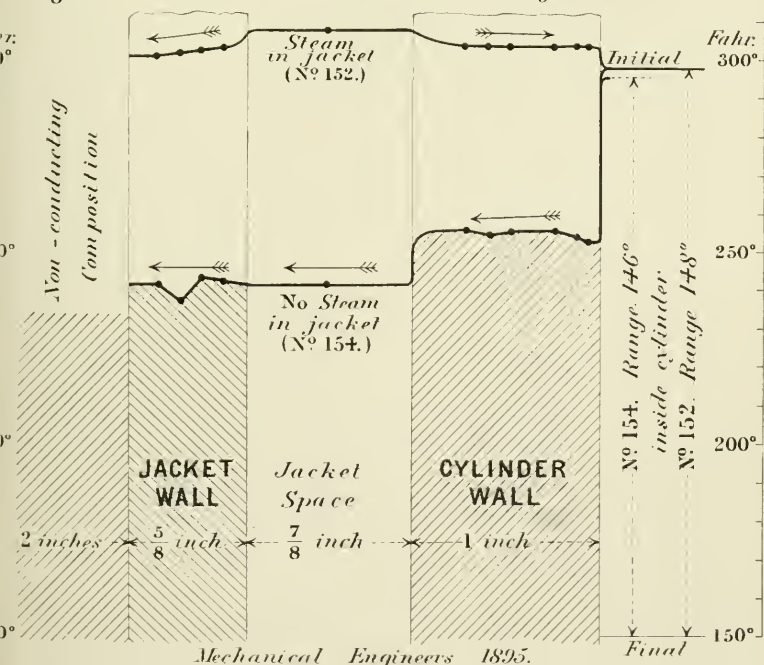 Fahr.
300°
Initial
Steam
in jacket
(Nº 152.)
Non-conducting
Composition
250°
No Steam
in jacket
(Nº 154.)
Nº 154. Range 146°
inside cylinder
Nº 152. Range 148°
200°
JACKET
WALL
Jacket
Space
CYLINDER
WALL
2 inches
5/8 inch
7/8 inch
1 inch
150°
Final
Mechanical Engineers 1895.